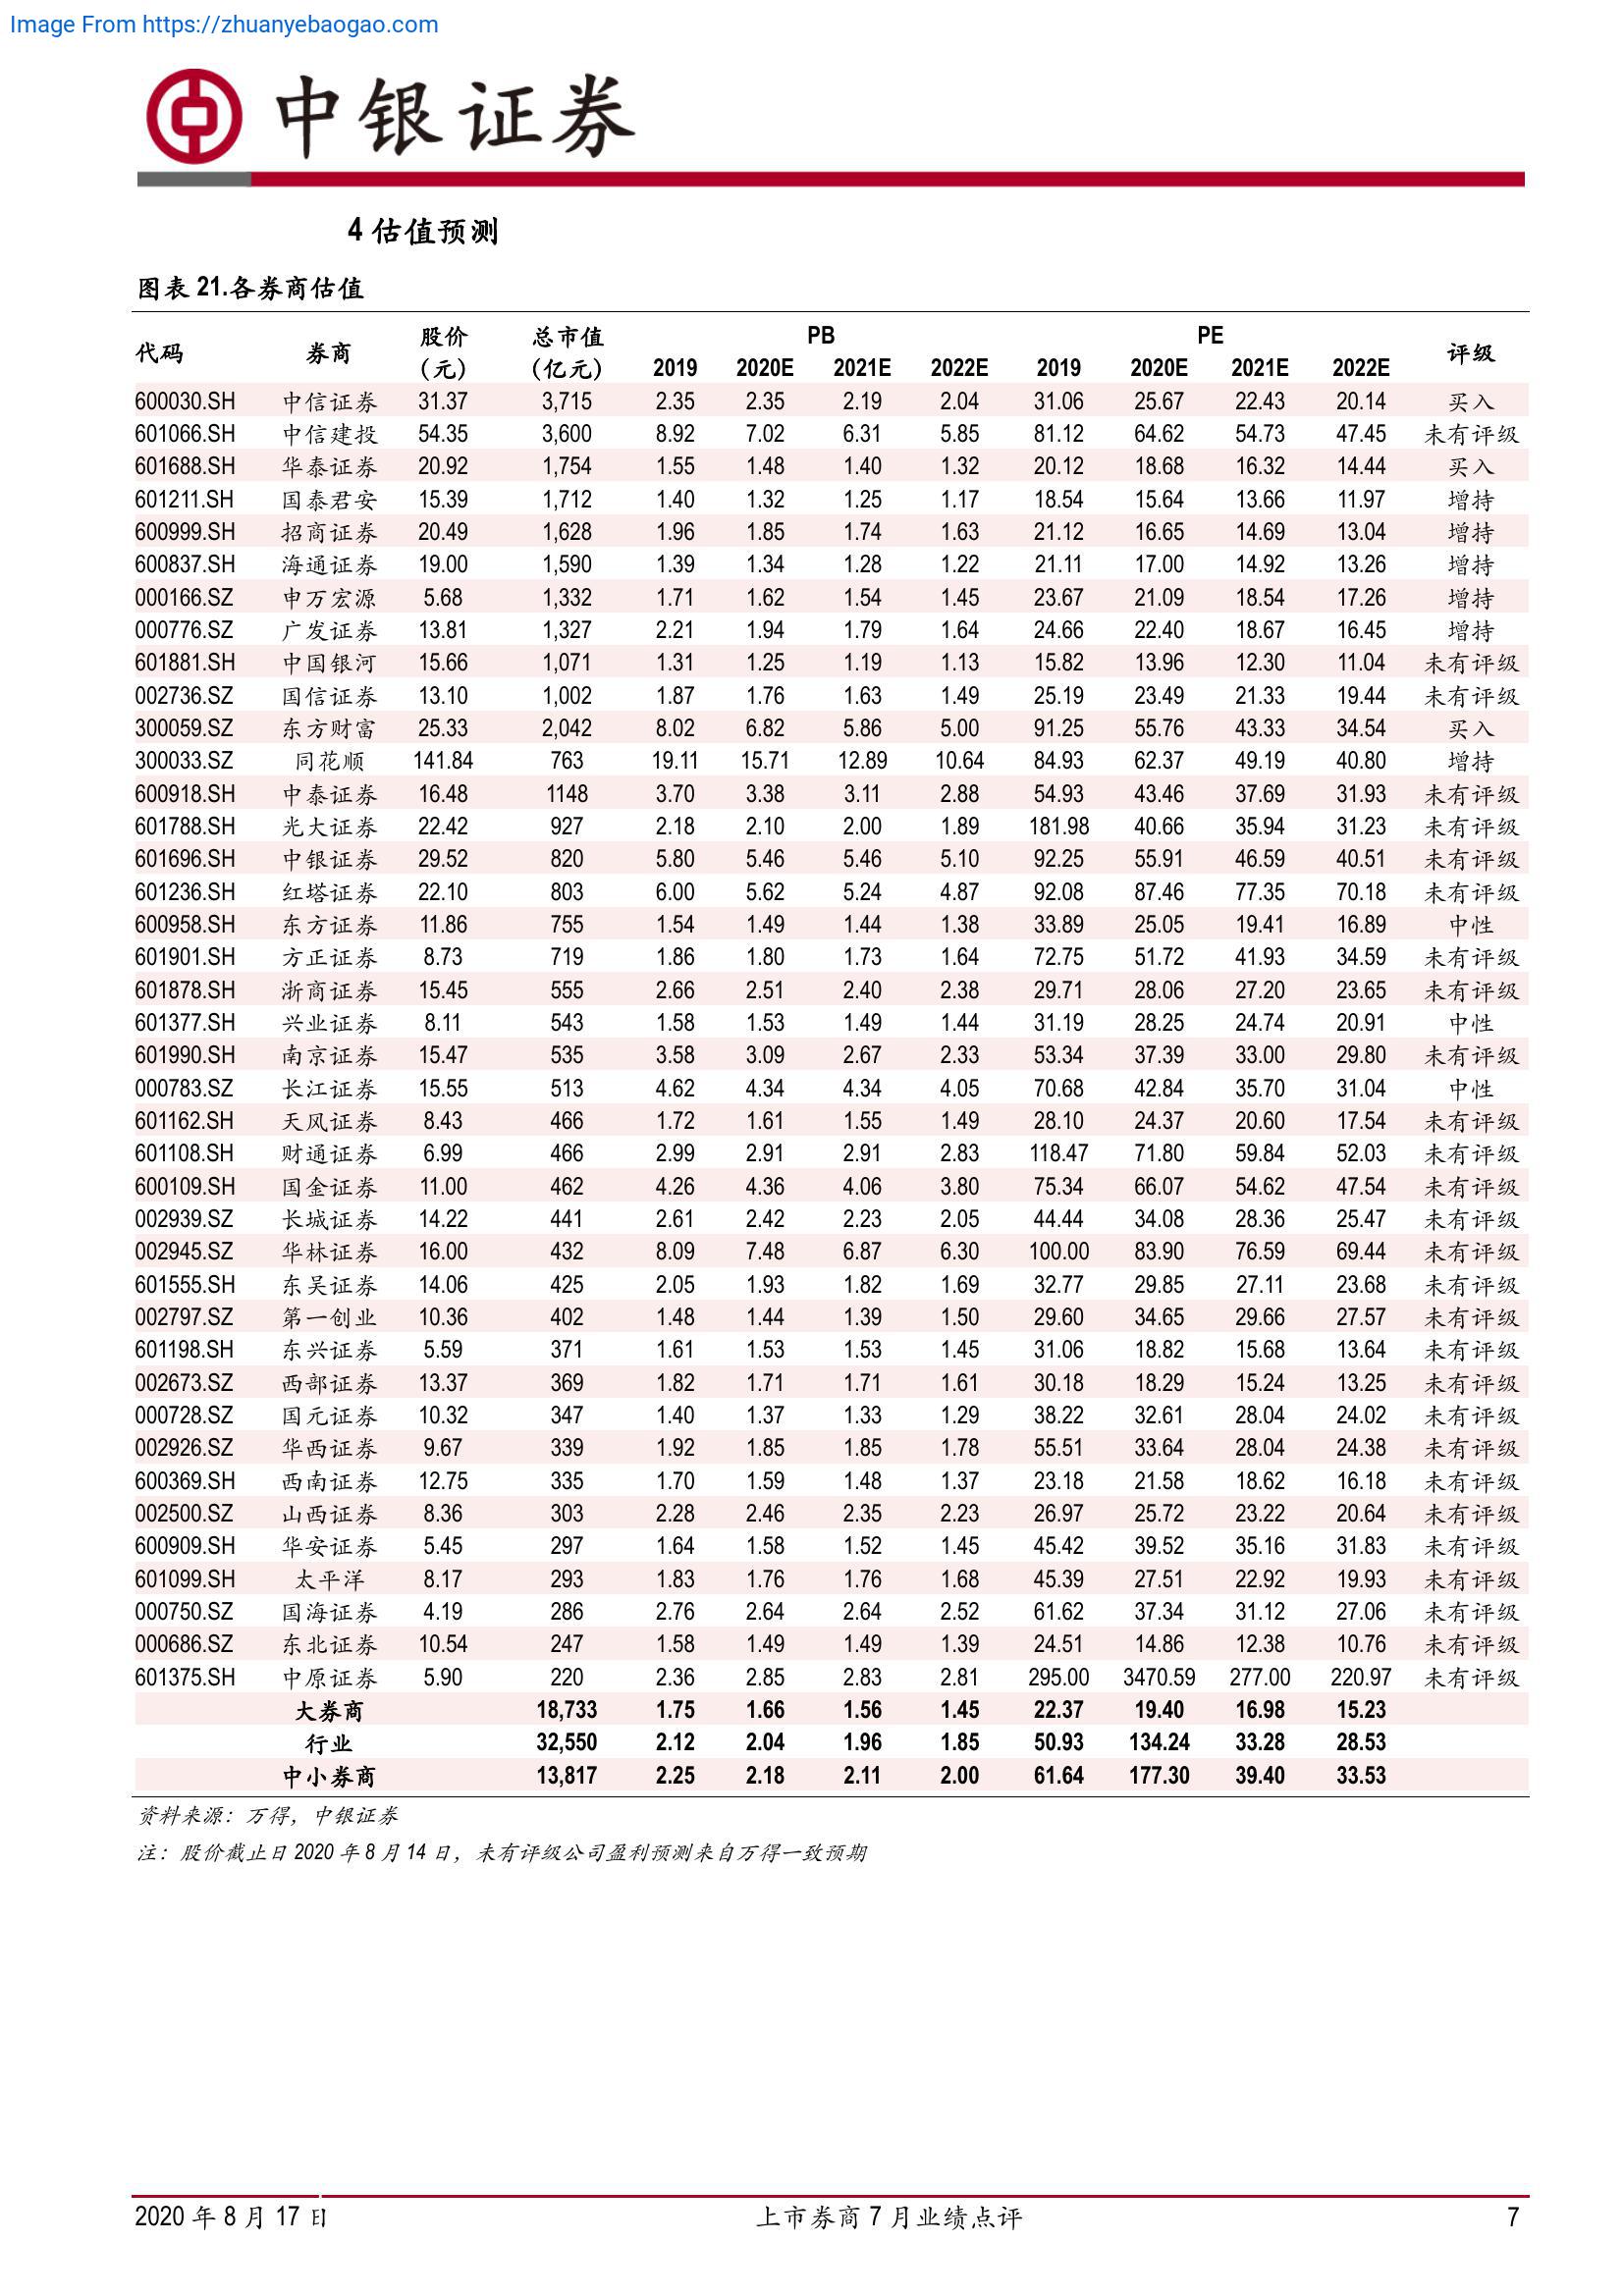 Image From https://zhuanyebaogao.com
中银证券
4 估值预测
图表 21.各券商估值
代码 券商 股价 (元) 总市值 (亿元) PB PE 评级
2019 2020E 2021E 2022E 2019 2020E 2021E 2022E
600030.SH 中信证券 31.37 3,715 2.35 2.35 2.19 2.04 31.06 25.67 22.43 20.14 买入
601066.SH 中信建投 54.35 3,600 8.92 7.02 6.31 5.85 81.12 64.62 54.73 47.45 未有评级
601688.SH 华泰证券 20.92 1,754 1.55 1.48 1.40 1.32 20.12 18.68 16.32 14.44 买入
601211.SH 国泰君安 15.39 1,712 1.40 1.32 1.25 1.17 18.54 15.64 13.66 11.97 增持
600999.SH 招商证券 20.49 1,628 1.96 1.85 1.74 1.63 21.12 16.65 14.69 13.04 增持
600837.SH 海通证券 19.00 1,590 1.39 1.34 1.28 1.22 21.11 17.00 14.92 13.26 增持
000166.SZ 申万宏源 5.68 1,332 1.71 1.62 1.54 1.45 23.67 21.09 18.54 17.26 增持
000776.SZ 广发证券 13.81 1,327 2.21 1.94 1.79 1.64 24.66 22.40 18.67 16.45 增持
601881.SH 中国银河 15.66 1,071 1.31 1.25 1.19 1.13 15.82 13.96 12.30 11.04 未有评级
002736.SZ 国信证券 13.10 1,002 1.87 1.76 1.63 1.49 25.19 23.49 21.33 19.44 未有评级
300059.SZ 东方财富 25.33 2,042 8.02 6.82 5.86 5.00 91.25 55.76 43.33 34.54 买入
300033.SZ 同花顺 141.84 763 19.11 15.71 12.89 10.64 84.93 62.37 49.19 40.80 增持
600918.SH 中泰证券 16.48 1148 3.70 3.38 3.11 2.88 54.93 43.46 37.69 31.93 未有评级
601788.SH 光大证券 22.42 927 2.18 2.10 2.00 1.89 181.98 40.66 35.94 31.23 未有评级
601696.SH 中银证券 29.52 820 5.80 5.46 5.46 5.10 92.25 55.91 46.59 40.51 未有评级
601236.SH 红塔证券 22.10 803 6.00 5.62 5.24 4.87 92.08 87.46 77.35 70.18 未有评级
600958.SH 东方证券 11.86 755 1.54 1.49 1.44 1.38 33.89 25.05 19.41 16.89 中性
601901.SH 方正证券 8.73 719 1.86 1.80 1.73 1.64 72.75 51.72 41.93 34.59 未有评级
601878.SH 浙商证券 15.45 555 2.66 2.51 2.40 2.38 29.71 28.06 27.20 23.65 未有评级
601377.SH 兴业证券 8.11 543 1.58 1.53 1.49 1.44 31.19 28.25 24.74 20.91 中性
601990.SH 南京证券 15.47 535 3.58 3.09 2.67 2.33 53.34 37.39 33.00 29.80 未有评级
000783.SZ 长江证券 15.55 513 4.62 4.34 4.34 4.05 70.68 42.84 35.70 31.04 中性
601162.SH 天风证券 8.43 466 1.72 1.61 1.55 1.49 28.10 24.37 20.60 17.54 未有评级
601108.SH 财通证券 6.99 466 2.99 2.91 2.91 2.83 118.47 71.80 59.84 52.03 未有评级
600109.SH 国金证券 11.00 462 4.26 4.36 4.06 3.80 75.34 66.07 54.62 47.54 未有评级
002939.SZ 长城证券 14.22 441 2.61 2.42 2.23 2.05 44.44 34.08 28.36 25.47 未有评级
002945.SZ 华林证券 16.00 432 8.09 7.48 6.87 6.30 100.00 83.90 76.59 69.44 未有评级
601555.SH 东吴证券 14.06 425 2.05 1.93 1.82 1.69 32.77 29.85 27.11 23.68 未有评级
002797.SZ 第一创业 10.36 402 1.48 1.44 1.39 1.50 29.60 34.65 29.66 27.57 未有评级
601198.SH 东兴证券 5.59 371 1.61 1.53 1.53 1.45 31.06 18.82 15.68 13.64 未有评级
002673.SZ 西部证券 13.37 369 1.82 1.71 1.71 1.61 30.18 18.29 15.24 13.25 未有评级
000728.SZ 国元证券 10.32 347 1.40 1.37 1.33 1.29 38.22 32.61 28.04 24.02 未有评级
002926.SZ 华西证券 9.67 339 1.92 1.85 1.85 1.78 55.51 33.64 28.04 24.38 未有评级
600369.SH 西南证券 12.75 335 1.70 1.59 1.48 1.37 23.18 21.58 18.62 16.18 未有评级
002500.SZ 山西证券 8.36 303 2.28 2.46 2.35 2.23 26.97 25.72 23.22 20.64 未有评级
600909.SH 华安证券 5.45 297 1.64 1.58 1.52 1.45 45.42 39.52 35.16 31.83 未有评级
601099.SH 太平洋 8.17 293 1.83 1.76 1.76 1.68 45.39 27.51 22.92 19.93 未有评级
000750.SZ 国海证券 4.19 286 2.76 2.64 2.64 2.52 61.62 37.34 31.12 27.06 未有评级
000686.SZ 东北证券 10.54 247 1.58 1.49 1.49 1.39 24.51 14.86 12.38 10.76 未有评级
601375.SH 中原证券 5.90 220 2.36 2.85 2.83 2.81 295.00 3470.59 277.00 220.97 未有评级
大券商 18,733 1.75 1.66 1.56 1.45 22.37 19.40 16.98 15.23
行业 32,550 2.12 2.04 1.96 1.85 50.93 134.24 33.28 28.53
中小券商 13,817 2.25 2.18 2.11 2.00 61.64 177.30 39.40 33.53
资料来源：万得，中银证券
注：股价截止日 2020 年 8 月 14 日，未有评级公司盈利预测来自万得一致预期
2020 年 8 月 17 日 上市券商 7 月业绩点评 7